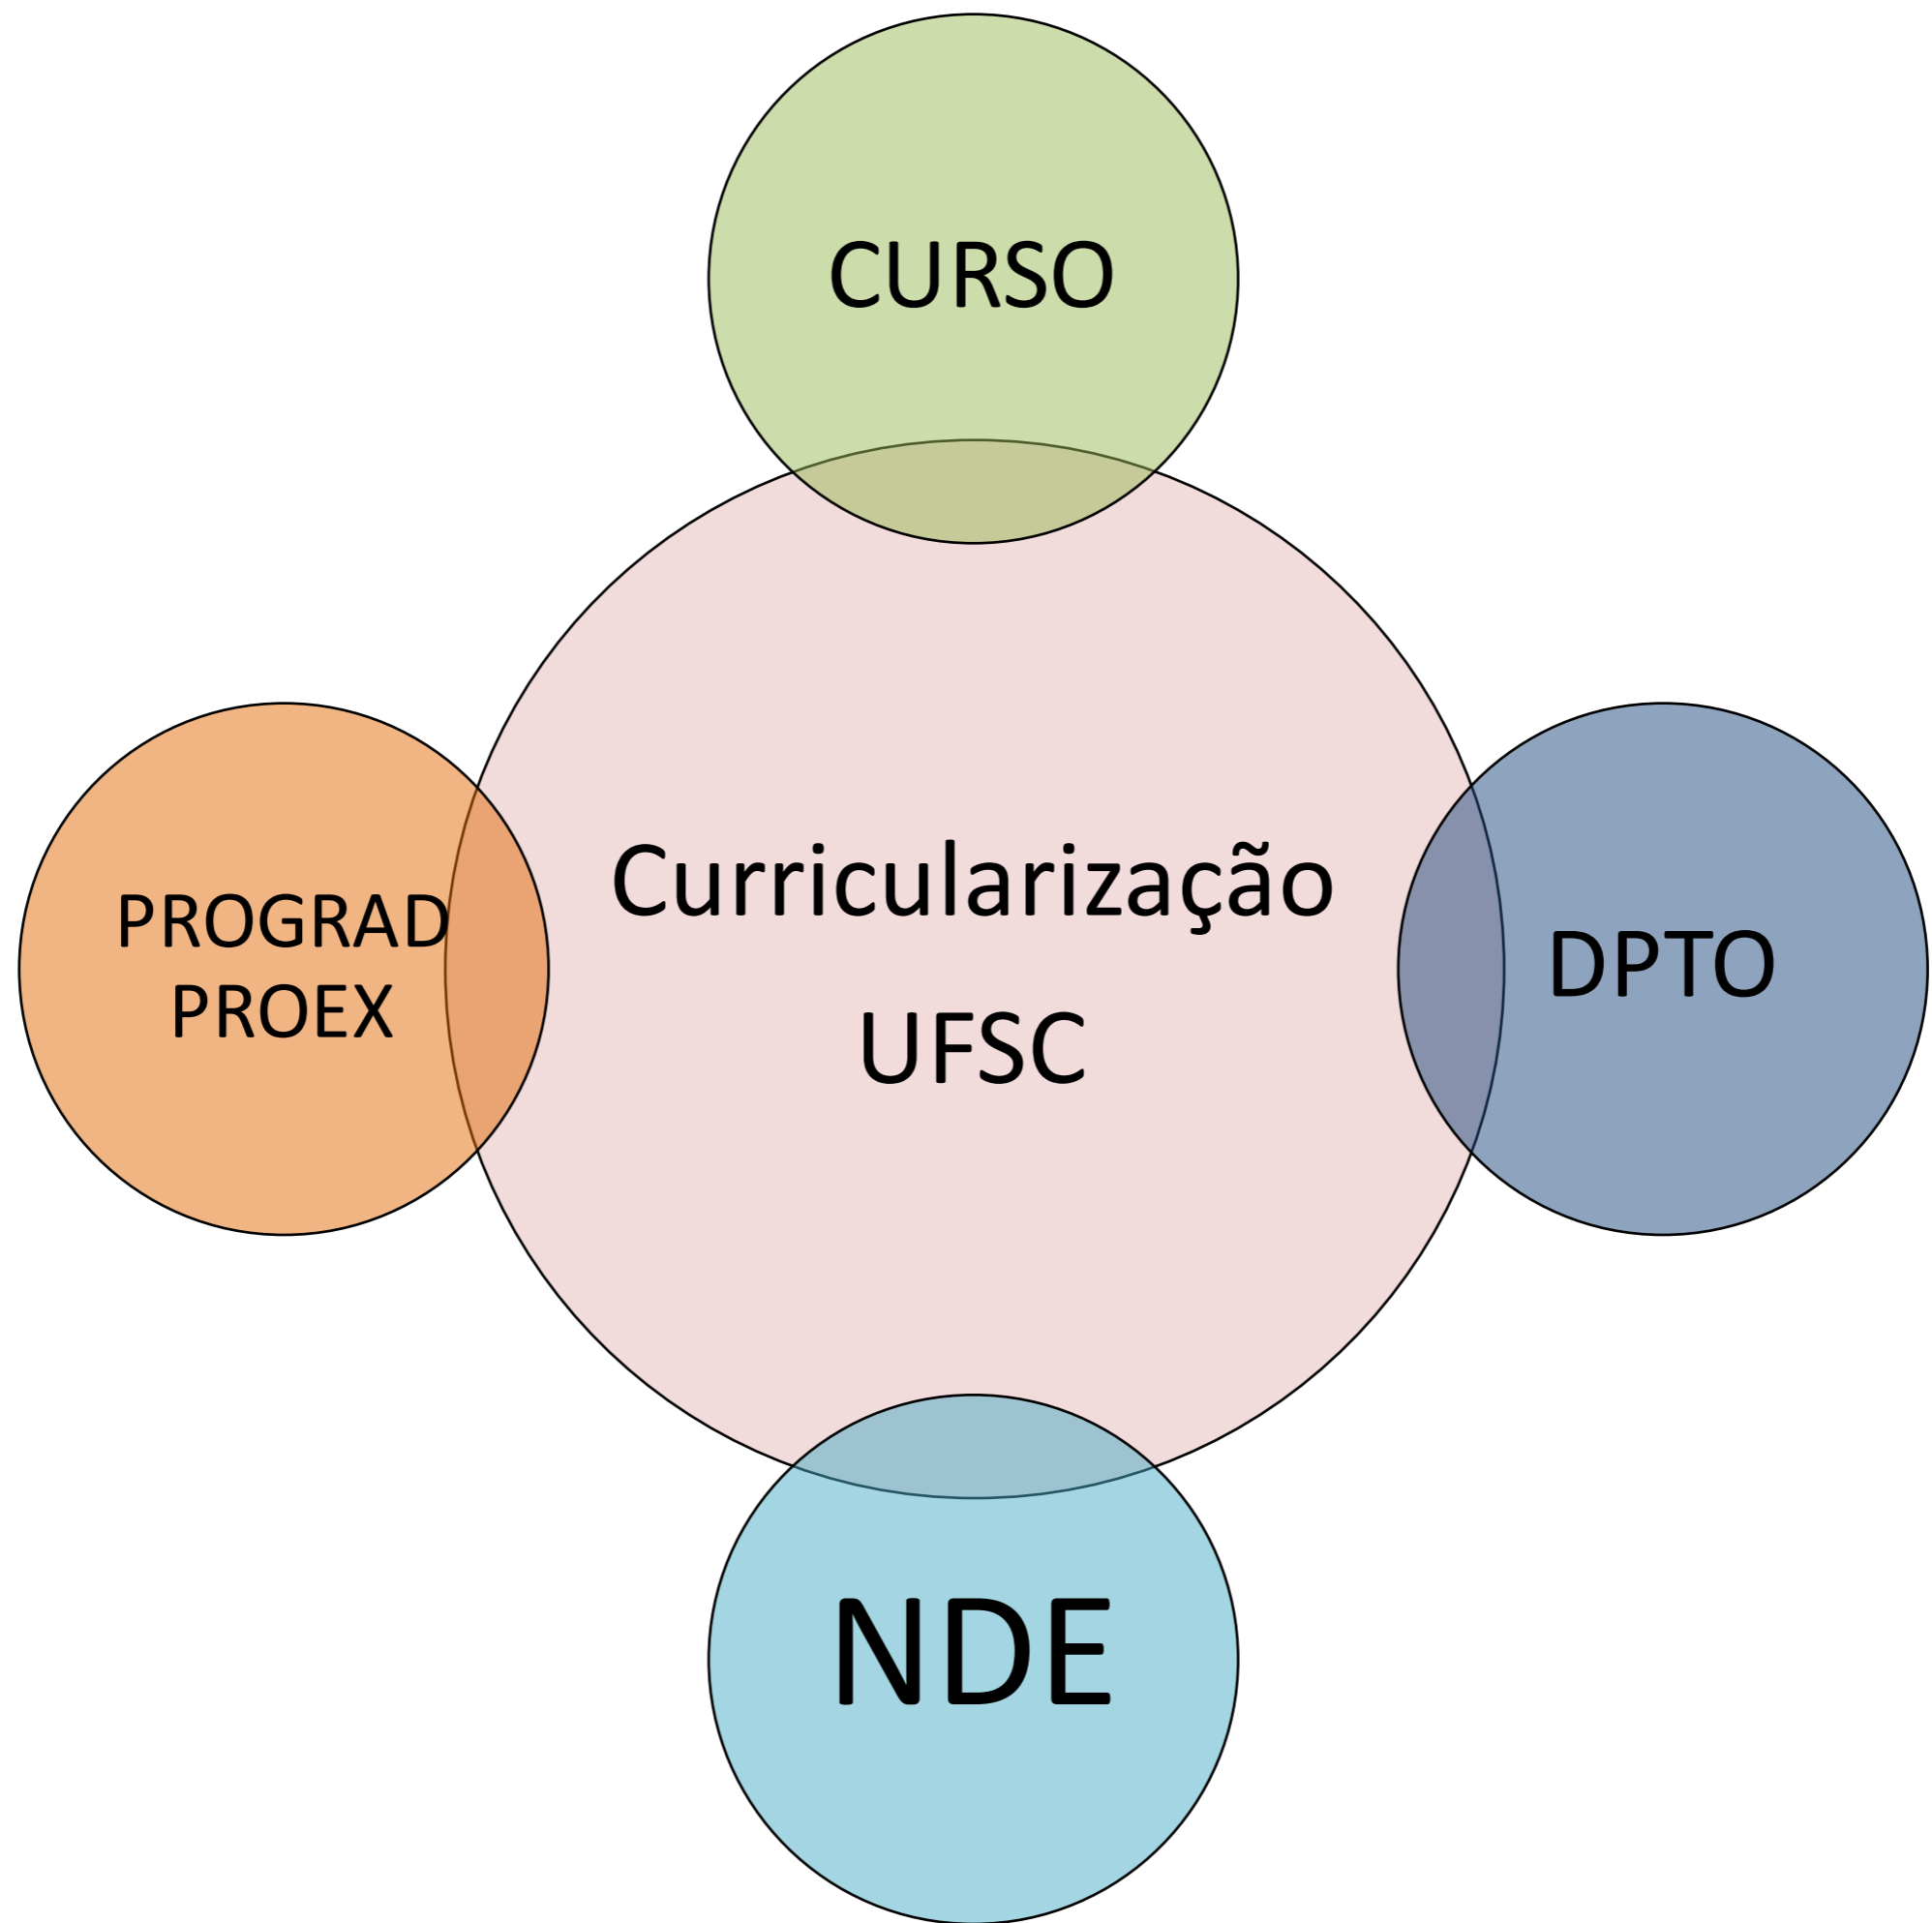 CURSO
PROGRAD
PROEX
Curricularização
UFSC
DPTO
NDE